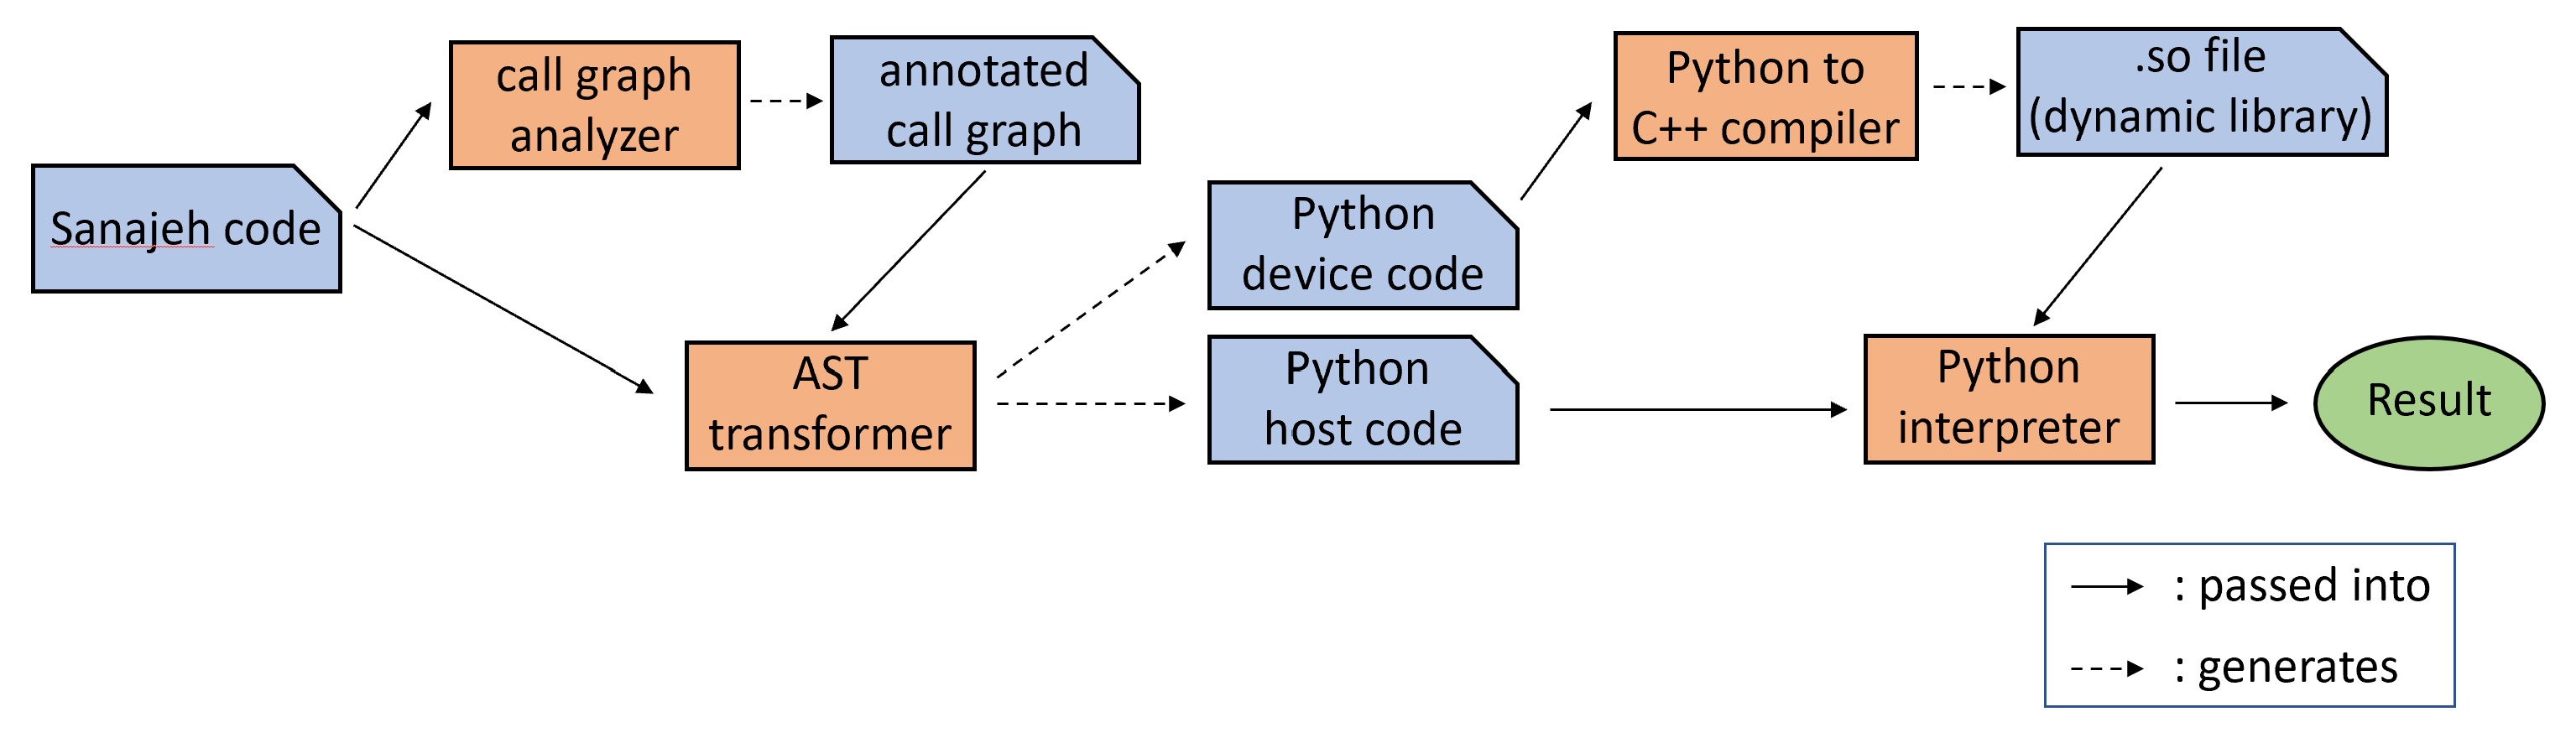 Sanajeh code
call graph
analyzer
annotated
call graph
AST
transformer
Python
device code
Python
host code
Python to
C++ compiler
.so file
(dynamic library)
Python
interpreter
Result
: passed into
: generates